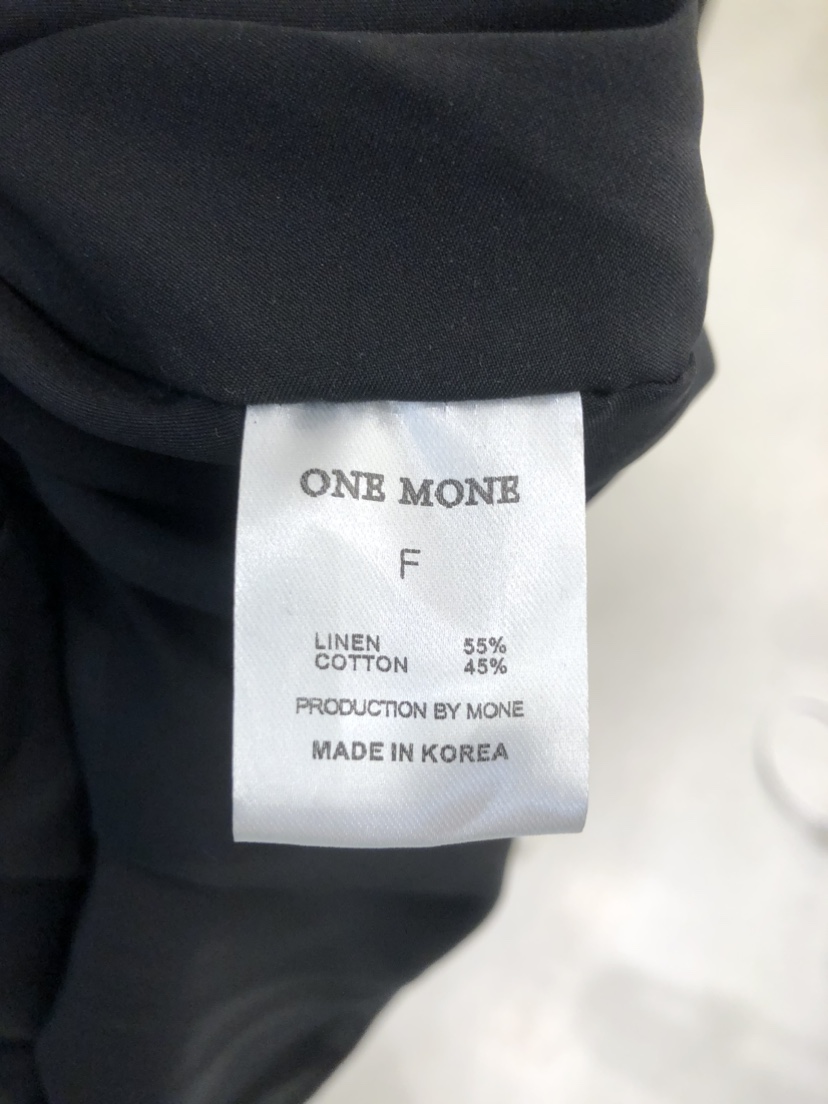 ONE MONE
F
LINEN 55%
COTTON 45%
PRODUCTION BY MONE
MADE IN KOREA